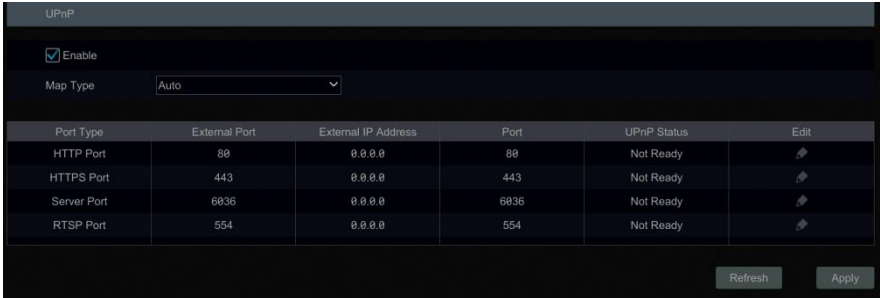 UPnP
Enable
Map Type Auto
Port Type External Port External IP Address Port UPnP Status Edit
HTTP Port 80 0.0.0.0 80 Not Ready
HTTPS Port 443 0.0.0.0 443 Not Ready
Server Port 6036 0.0.0.0 6036 Not Ready
RTSP Port 554 0.0.0.0 554 Not Ready
Refresh Apply